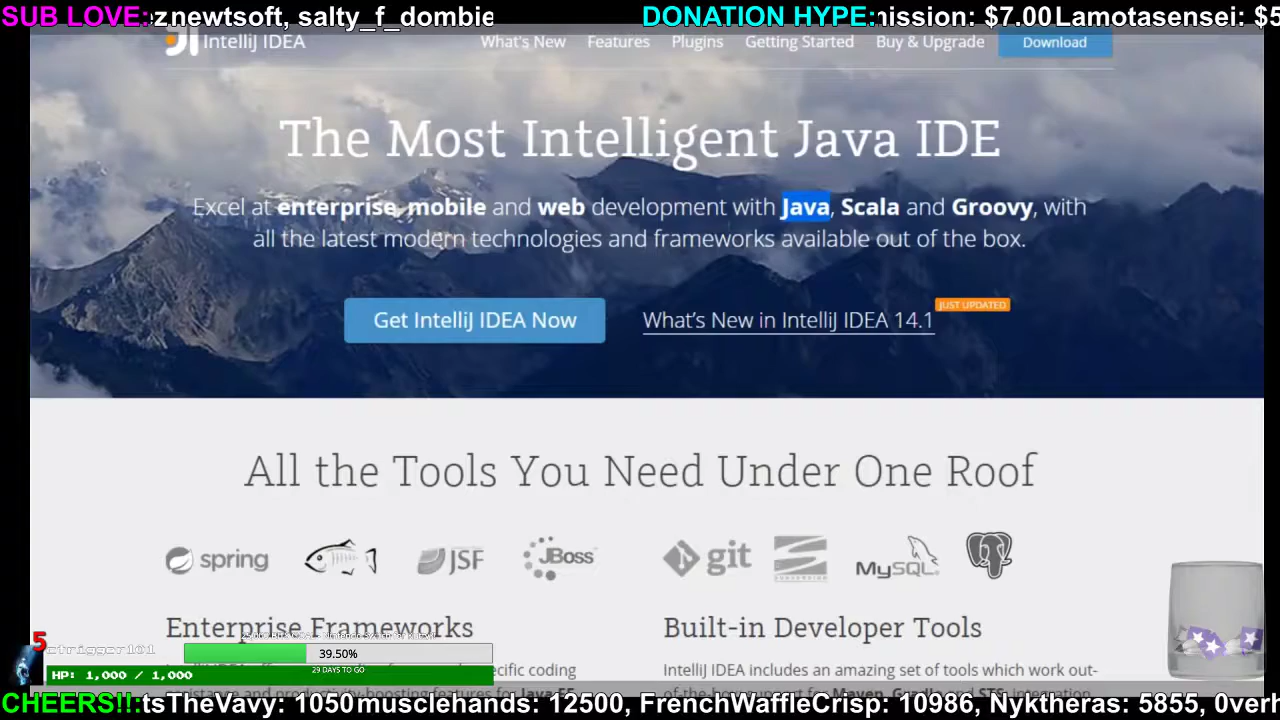 SUB LOVE: znewtsoft, salty_f_dombie
DONATION HYPE: nission: $7.00Lamotasensei: $5
IntelliJ IDEA
What's New Features Plugins Getting Started Buy & Upgrade Download
The Most Intelligent Java IDE
Excel at enterprise, mobile and web development with Java, Scala and Groovy, with
all the latest modern technologies and frameworks available out of the box.
Get IntelliJ IDEA Now
What's New in IntelliJ IDEA 14.1
JUST UPDATED
All the Tools You Need Under One Roof
spring
JSF
JBoss
git
MySQL
Enterprise Frameworks
Built-in Developer Tools
5
39.50%
29 DAYS TO GO
HP: 1,000 / 1,000
ecific coding
IntelliJ IDEA includes an amazing set of tools which work out-
CHEERS!!: tsTheVavy: 1050 musclehands: 12500, FrenchWaffleCrisp: 10986, Nyktheras: 5855, 0verl